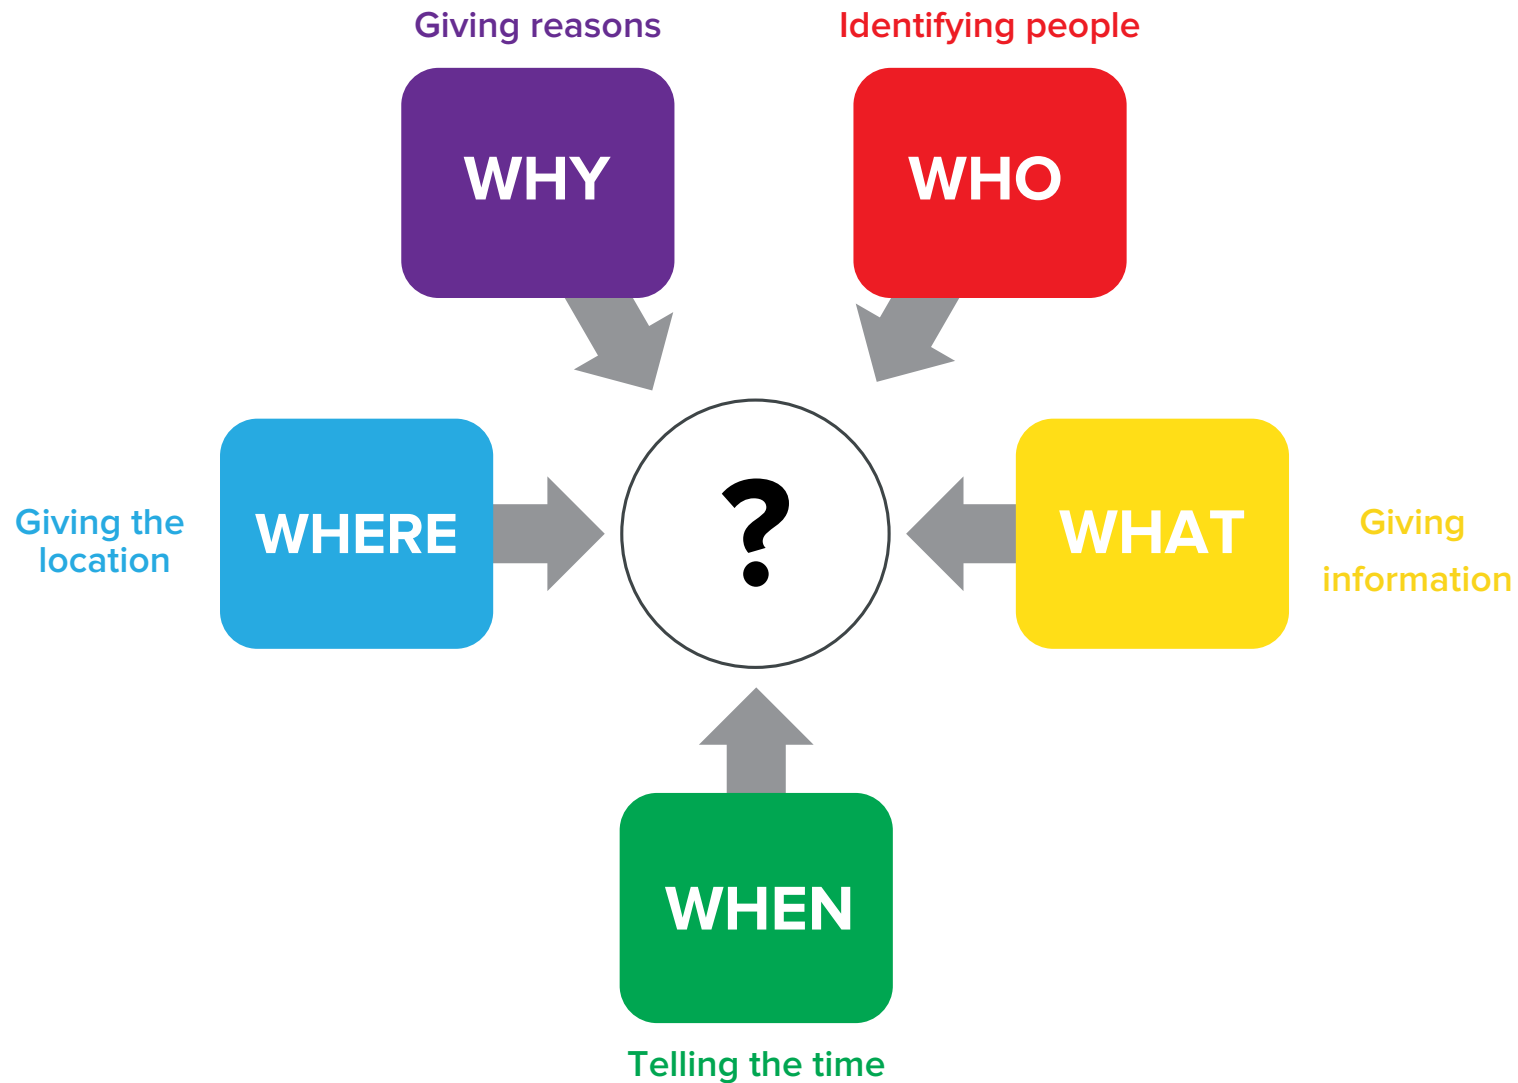 Giving reasons
Identifying people
WHY
WHO
Giving the
location
WHERE
?
WHAT
Giving
information
WHEN
Telling the time